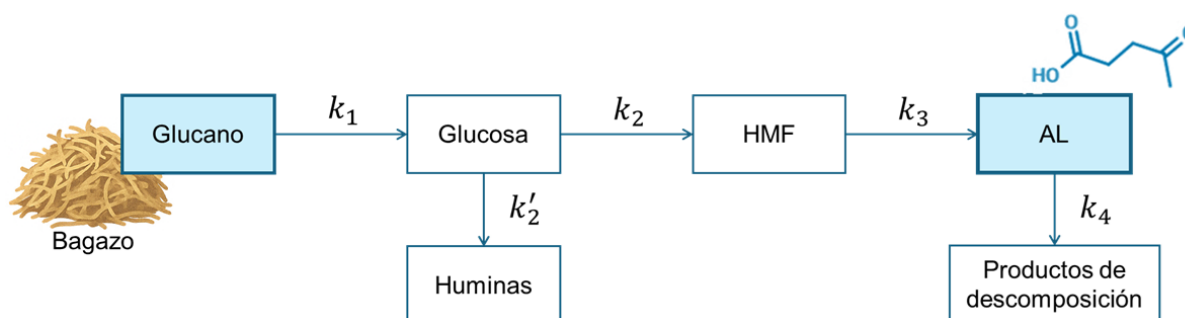 O
O
HO
Glucano
k₁
Glucosa
k₂
HMF
k₃
AL
Bagazo
k₂′
k₄
Huminas
Productos de
descomposición